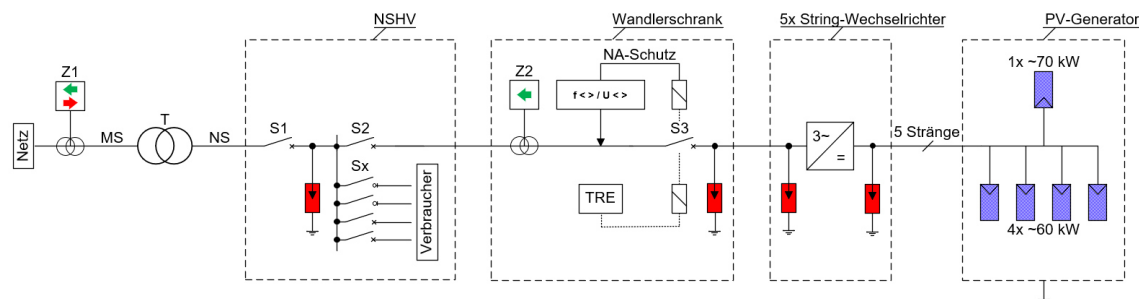 NSHV
Wandlerschrank
5x String-Wechselrichter
PV-Generator
Z1
Netz
MS
T
NS
S1
S2
Sx
Verbraucher
Z2
NA-Schutz
f <> / U <>
S3
TRE
3~
=
5 Stränge
1x ~70 kW
4x ~60 kW